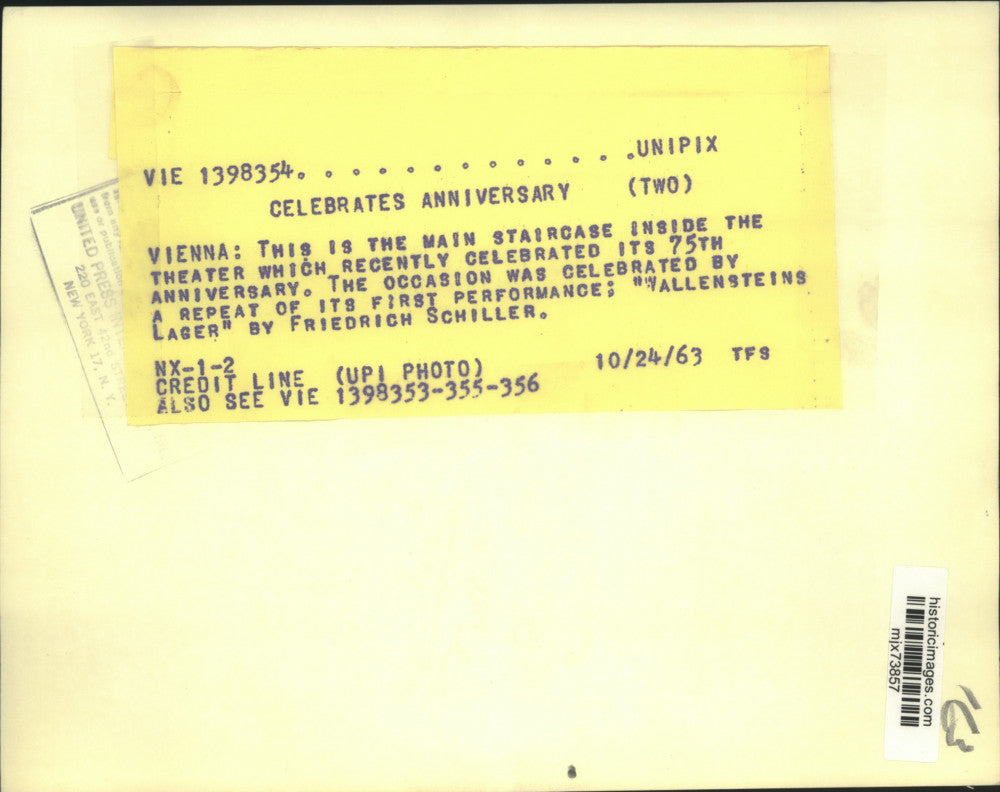 VIE 1398354. . . . . . . . . . . . . .UNIPIX
CELEBRATES ANNIVERSARY (TWO)
VIENNA: THIS IS THE MAIN STAIRCASE INSIDE THE
THEATER WHICH RECENTLY CELEBRATED ITS 75TH
ANNIVERSARY. THE OCCASION WAS CELEBRATED BY
A REPEAT OF ITS FIRST PERFORMANCE; "WALLENSTEINS
LAGER" BY FRIEDRICH SCHILLER.
NX-1-2 10/24/63 TFS
CREDIT LINE (UPI PHOTO)
ALSO SEE VIE 1398353-355-356
UNITED PRESS
220 EAST 42nd
NEW YORK 17, N. Y.
historicimages.com
mjx73857